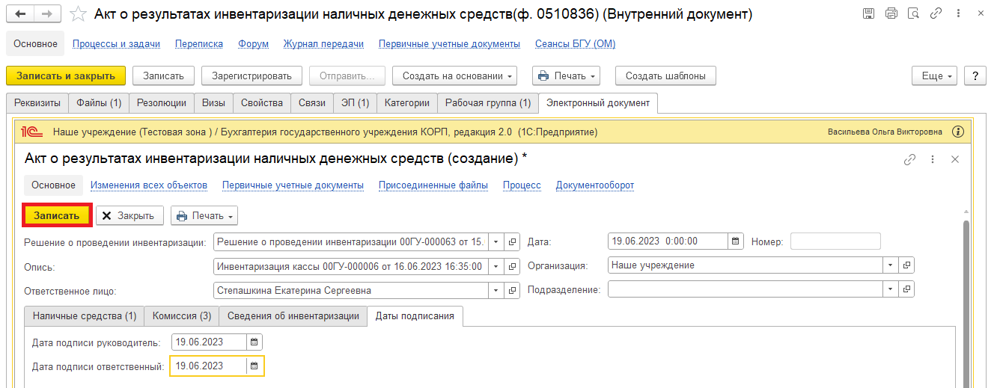 Акт о результатах инвентаризации наличных денежных средств(ф. 0510836) (Внутренний документ)
Основное Процессы и задачи Переписка Форум Журнал передачи Первичные учетные документы Сеансы БГУ (ОМ)
Записать и закрыть Записать Зарегистрировать Отправить... Создать на основании Печать Создать шаблоны Еще ?
Реквизиты Файлы (1) Резолюции Визы Свойства Связи ЭП (1) Категории Рабочая группа (1) Электронный документ
1С Наше учреждение (Тестовая зона ) / Бухгалтерия государственного учреждения КОРП, редакция 2.0 (1С:Предприятие) Васильева Ольга Викторовна
Акт о результатах инвентаризации наличных денежных средств (создание) *
Основное Изменения всех объектов Первичные учетные документы Присоединенные файлы Процесс Документооборот
Записать Закрыть Печать
Решение о проведении инвентаризации: Решение о проведении инвентаризации 00ГУ-000063 от 15. Дата: 19.06.2023 0:00:00 Номер:
Опись: Инвентаризация кассы 00ГУ-000006 от 16.06.2023 16:35:00 Организация: Наше учреждение
Ответственное лицо: Степашкина Екатерина Сергеевна Подразделение:
Наличные средства (1) Комиссия (3) Сведения об инвентаризации Даты подписания
Дата подписи руководитель: 19.06.2023
Дата подписи ответственный: 19.06.2023